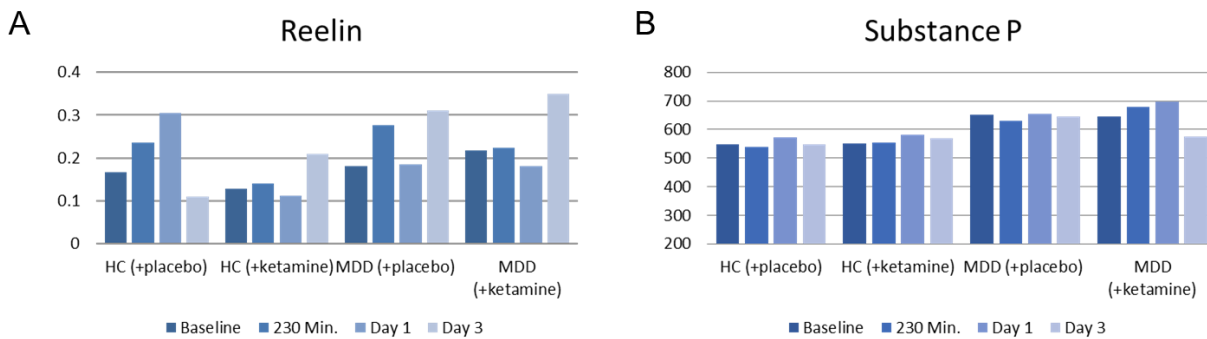 A
Reelin
0.4
0.3
0.2
0.1
0
HC (+placebo) HC (+ketamine) MDD (+placebo) MDD
(+ketamine)
Baseline 230 Min. Day 1 Day 3
B
Substance P
800
700
600
500
400
300
200
HC (+placebo) HC (+ketamine) MDD (+placebo) MDD
(+ketamine)
Baseline 230 Min. Day 1 Day 3